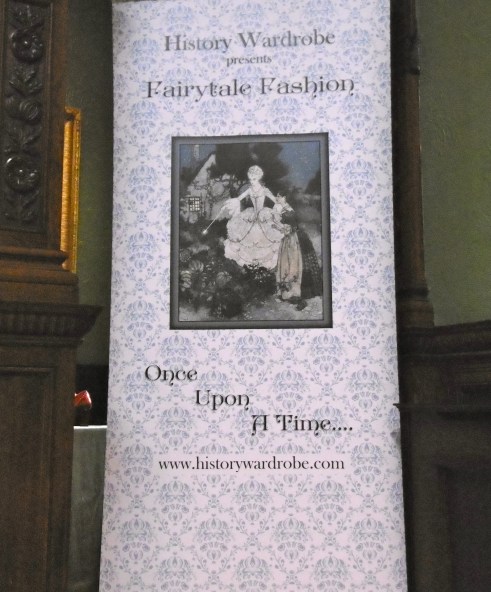 History Wardrobe
presents
Fairytale Fashion
Once
Upon
A Time....
www.historywardrobe.com